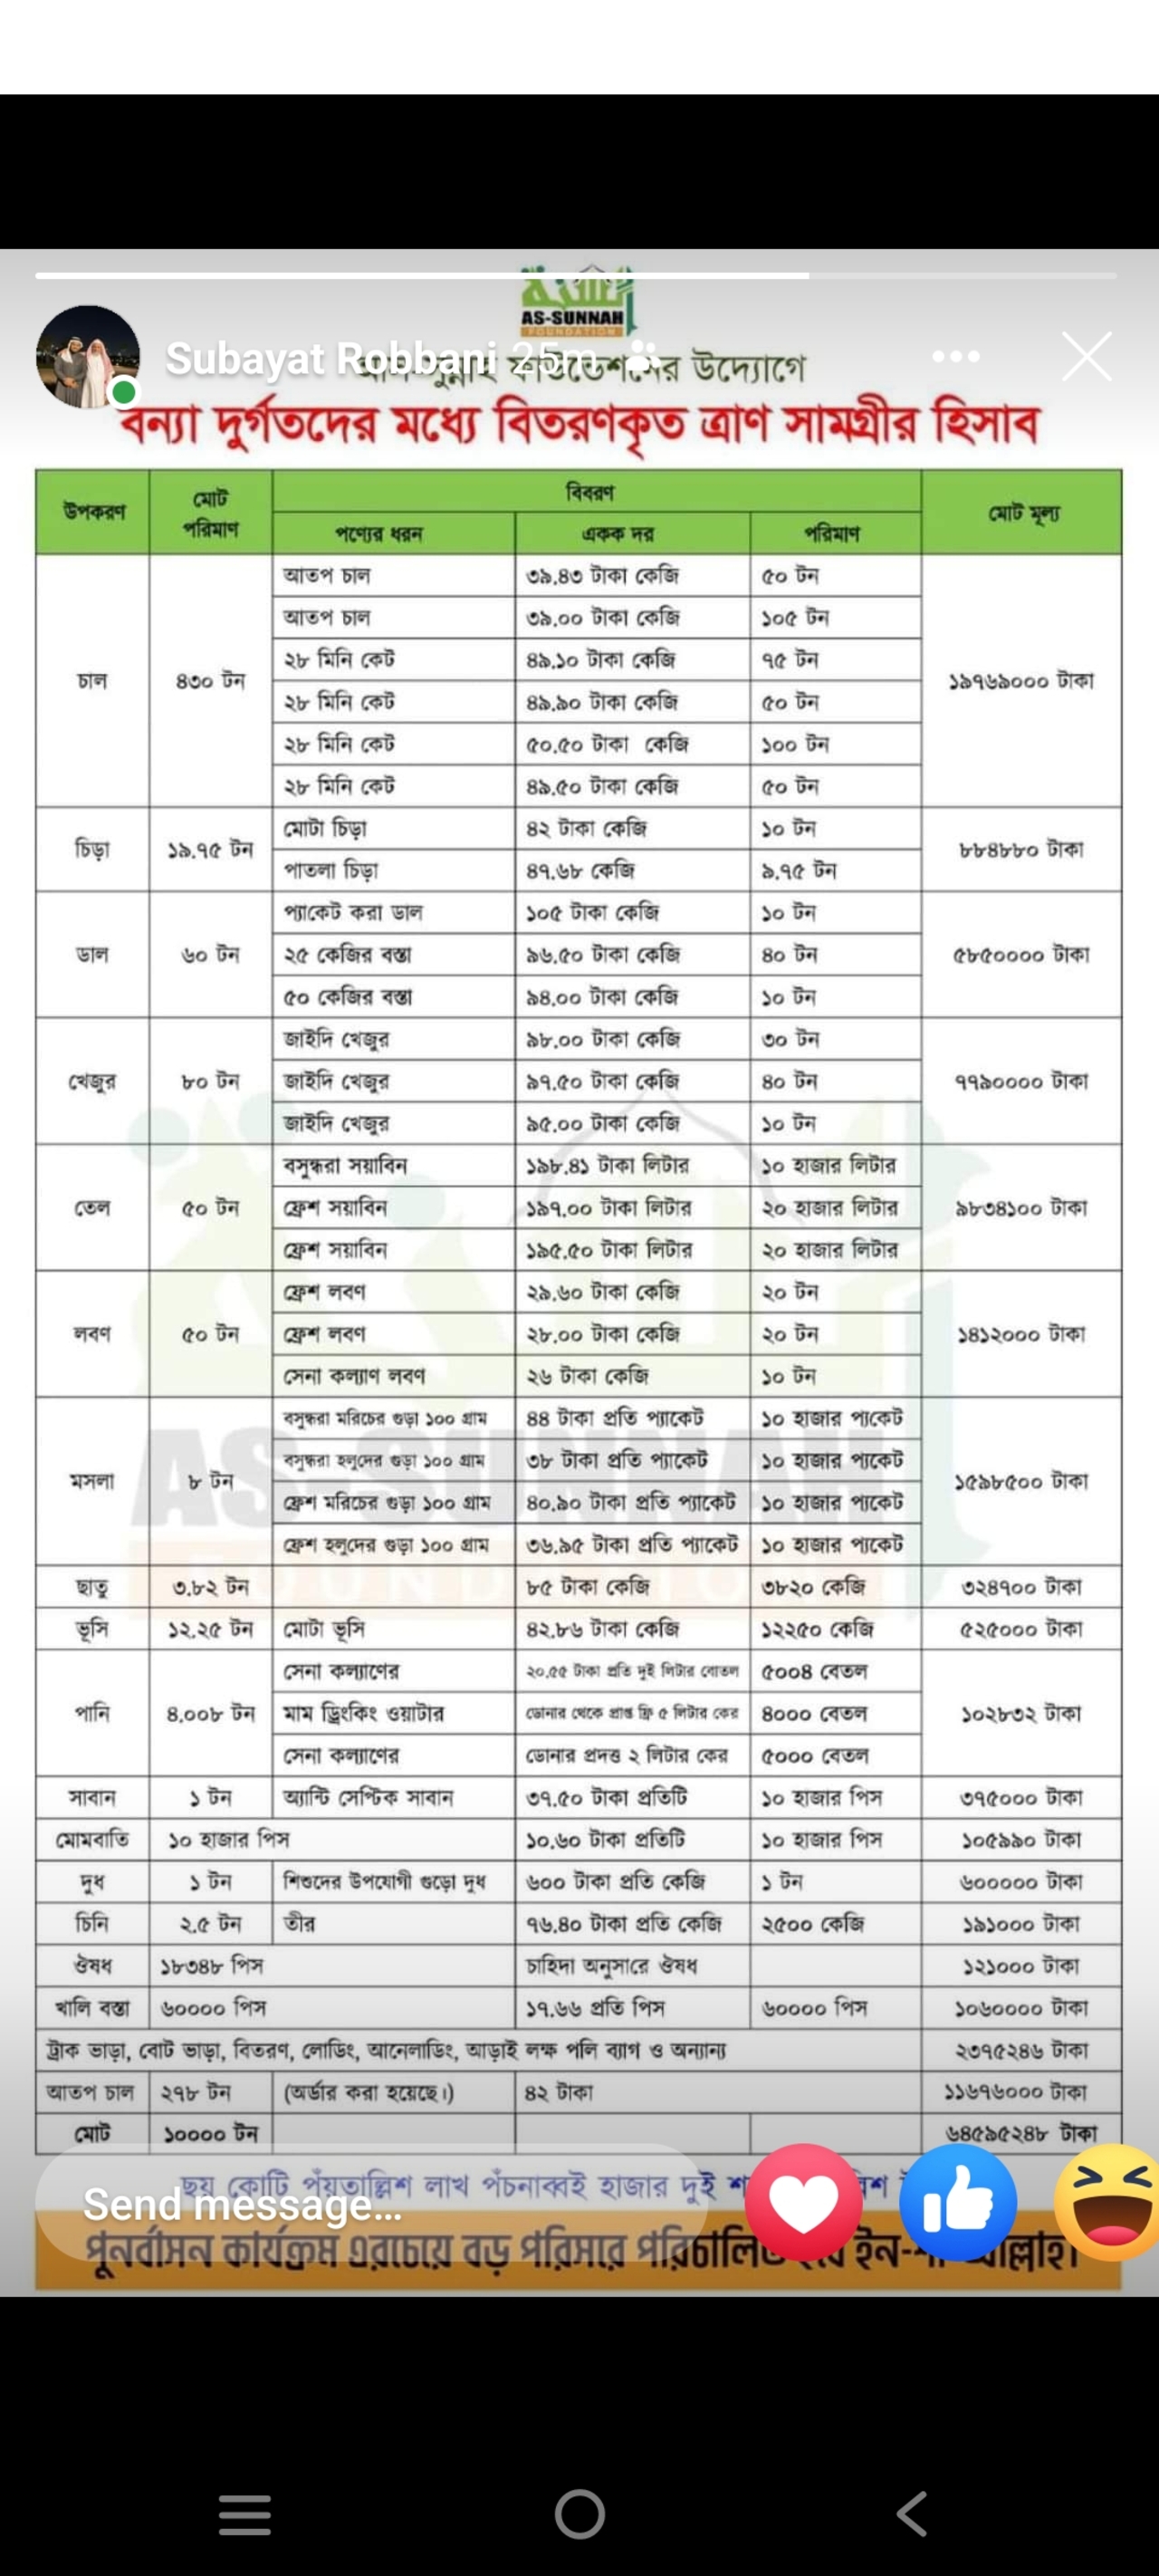 AS-SUNNAH
FOUNDATION
Subayat Robbani 25m
উদ্যোগে
বন্যা দুর্গতদের মধ্যে বিতরণকৃত ত্রাণ সামগ্রীর হিসাব
উপকরণ মোট পরিমাণ বিবরণ মোট মূল্য
পণ্যের ধরন একক দর পরিমাণ
চাল ৪৩০ টন ১৯৭৬৯০০০ টাকা
আতপ চাল ৩৯.৪৩ টাকা কেজি ৫০ টন
আতপ চাল ৩৯.০০ টাকা কেজি ১০৫ টন
২৮ মিনি কেট ৪৯.১০ টাকা কেজি ৭৫ টন
২৮ মিনি কেট ৪৯.৯০ টাকা কেজি ৫০ টন
২৮ মিনি কেট ৫০.৫০ টাকা কেজি ১০০ টন
২৮ মিনি কেট ৪৯.৫০ টাকা কেজি ৫০ টন
চিড়া ১৯.৭৫ টন ৮৮৪৮৮০ টাকা
মোটা চিড়া ৪২ টাকা কেজি ১০ টন
পাতলা চিড়া ৪৭.৬৮ কেজি ৯.৭৫ টন
ডাল ৬০ টন ৫৮৫০০০০ টাকা
প্যাকেট করা ডাল ১০৫ টাকা কেজি ১০ টন
২৫ কেজির বস্তা ৯৬.৫০ টাকা কেজি ৪০ টন
৫০ কেজির বস্তা ৯৪.০০ টাকা কেজি ১০ টন
খেজুর ৮০ টন ৭৭৯০০০০ টাকা
জাইদি খেজুর ৯৮.০০ টাকা কেজি ৩০ টন
জাইদি খেজুর ৯৭.৫০ টাকা কেজি ৪০ টন
জাইদি খেজুর ৯৫.০০ টাকা কেজি ১০ টন
তেল ৫০ টন ৯৮৩৪১০০ টাকা
বসুন্ধরা সয়াবিন ১৯৮.৪১ টাকা লিটার ১০ হাজার লিটার
ফ্রেশ সয়াবিন ১৯৭.০০ টাকা লিটার ২০ হাজার লিটার
ফ্রেশ সয়াবিন ১৯৫.৫০ টাকা লিটার ২০ হাজার লিটার
লবণ ৫০ টন ১৪১২০০০ টাকা
ফ্রেশ লবণ ২৯.৬০ টাকা কেজি ২০ টন
ফ্রেশ লবণ ২৮.০০ টাকা কেজি ২০ টন
সেনা কল্যাণ লবণ ২৬ টাকা কেজি ১০ টন
মসলা ৮ টন ১৫৯৮৫০০ টাকা
বসুন্ধরা মরিচের গুড়া ১০০ গ্রাম ৪৪ টাকা প্রতি প্যাকেট ১০ হাজার প্যকেট
বসুন্ধরা হলুদের গুড়া ১০০ গ্রাম ৩৮ টাকা প্রতি প্যাকেট ১০ হাজার প্যকেট
ফ্রেশ মরিচের গুড়া ১০০ গ্রাম ৪০.৯০ টাকা প্রতি প্যাকেট ১০ হাজার প্যকেট
ফ্রেশ হলুদের গুড়া ১০০ গ্রাম ৩৬.৯৫ টাকা প্রতি প্যাকেট ১০ হাজার প্যকেট
ছাতু ৩.৮২ টন ৮৫ টাকা কেজি ৩৮২০ কেজি ৩২৪৭০০ টাকা
ভূসি ১২.২৫ টন মোটা ভূসি ৪২.৮৬ টাকা কেজি ১২২৫০ কেজি ৫২৫০০০ টাকা
পানি ৪.০০৮ টন ১০২৮৩২ টাকা
সেনা কল্যাণের ২০.৫৫ টাকা প্রতি দুই লিটার বোতল ৫০০৪ বেতল
মাম ড্রিংকিং ওয়াটার ডোনার থেকে প্রাপ্ত ফ্রি ৫ লিটার কের ৪০০০ বেতল
সেনা কল্যাণের ডোনার প্রদত্ত ২ লিটার কের ৫০০০ বেতল
সাবান ১ টন অ্যান্টি সেপ্টিক সাবান ৩৭.৫০ টাকা প্রতিটি ১০ হাজার পিস ৩৭৫০০০ টাকা
মোমবাতি ১০ হাজার পিস ১০.৬০ টাকা প্রতিটি ১০ হাজার পিস ১০৫৯৯০ টাকা
দুধ ১ টন শিশুদের উপযোগী গুড়ো দুধ ৬০০ টাকা প্রতি কেজি ১ টন ৬০০০০০ টাকা
চিনি ২.৫ টন তীর ৭৬.৪০ টাকা প্রতি কেজি ২৫০০ কেজি ১৯১০০০ টাকা
ঔষধ ১৮৩৪৮ পিস চাহিদা অনুসারে ঔষধ ১২১০০০ টাকা
খালি বস্তা ৬০০০০ পিস ১৭.৬৬ প্রতি পিস ৬০০০০ পিস ১০৬০০০০ টাকা
ট্রাক ভাড়া, বোট ভাড়া, বিতরণ, লোডিং, আনেলাডিং, আড়াই লক্ষ পলি ব্যাগ ও অন্যান্য ২৩৭৫২৪৬ টাকা
আতপ চাল ২৭৮ টন (অর্ডার করা হয়েছে।) ৪২ টাকা ১১৬৭৬০০০ টাকা
মোট ১০০০০ টন ৬৪৫৯৫২৪৮ টাকা
ছয় কোটি পঁয়তাল্লিশ লাখ পঁচনাব্বই হাজার দুই
Send message...
পুনর্বাসন কার্যক্রম এরচেয়ে বড় পরিসরে